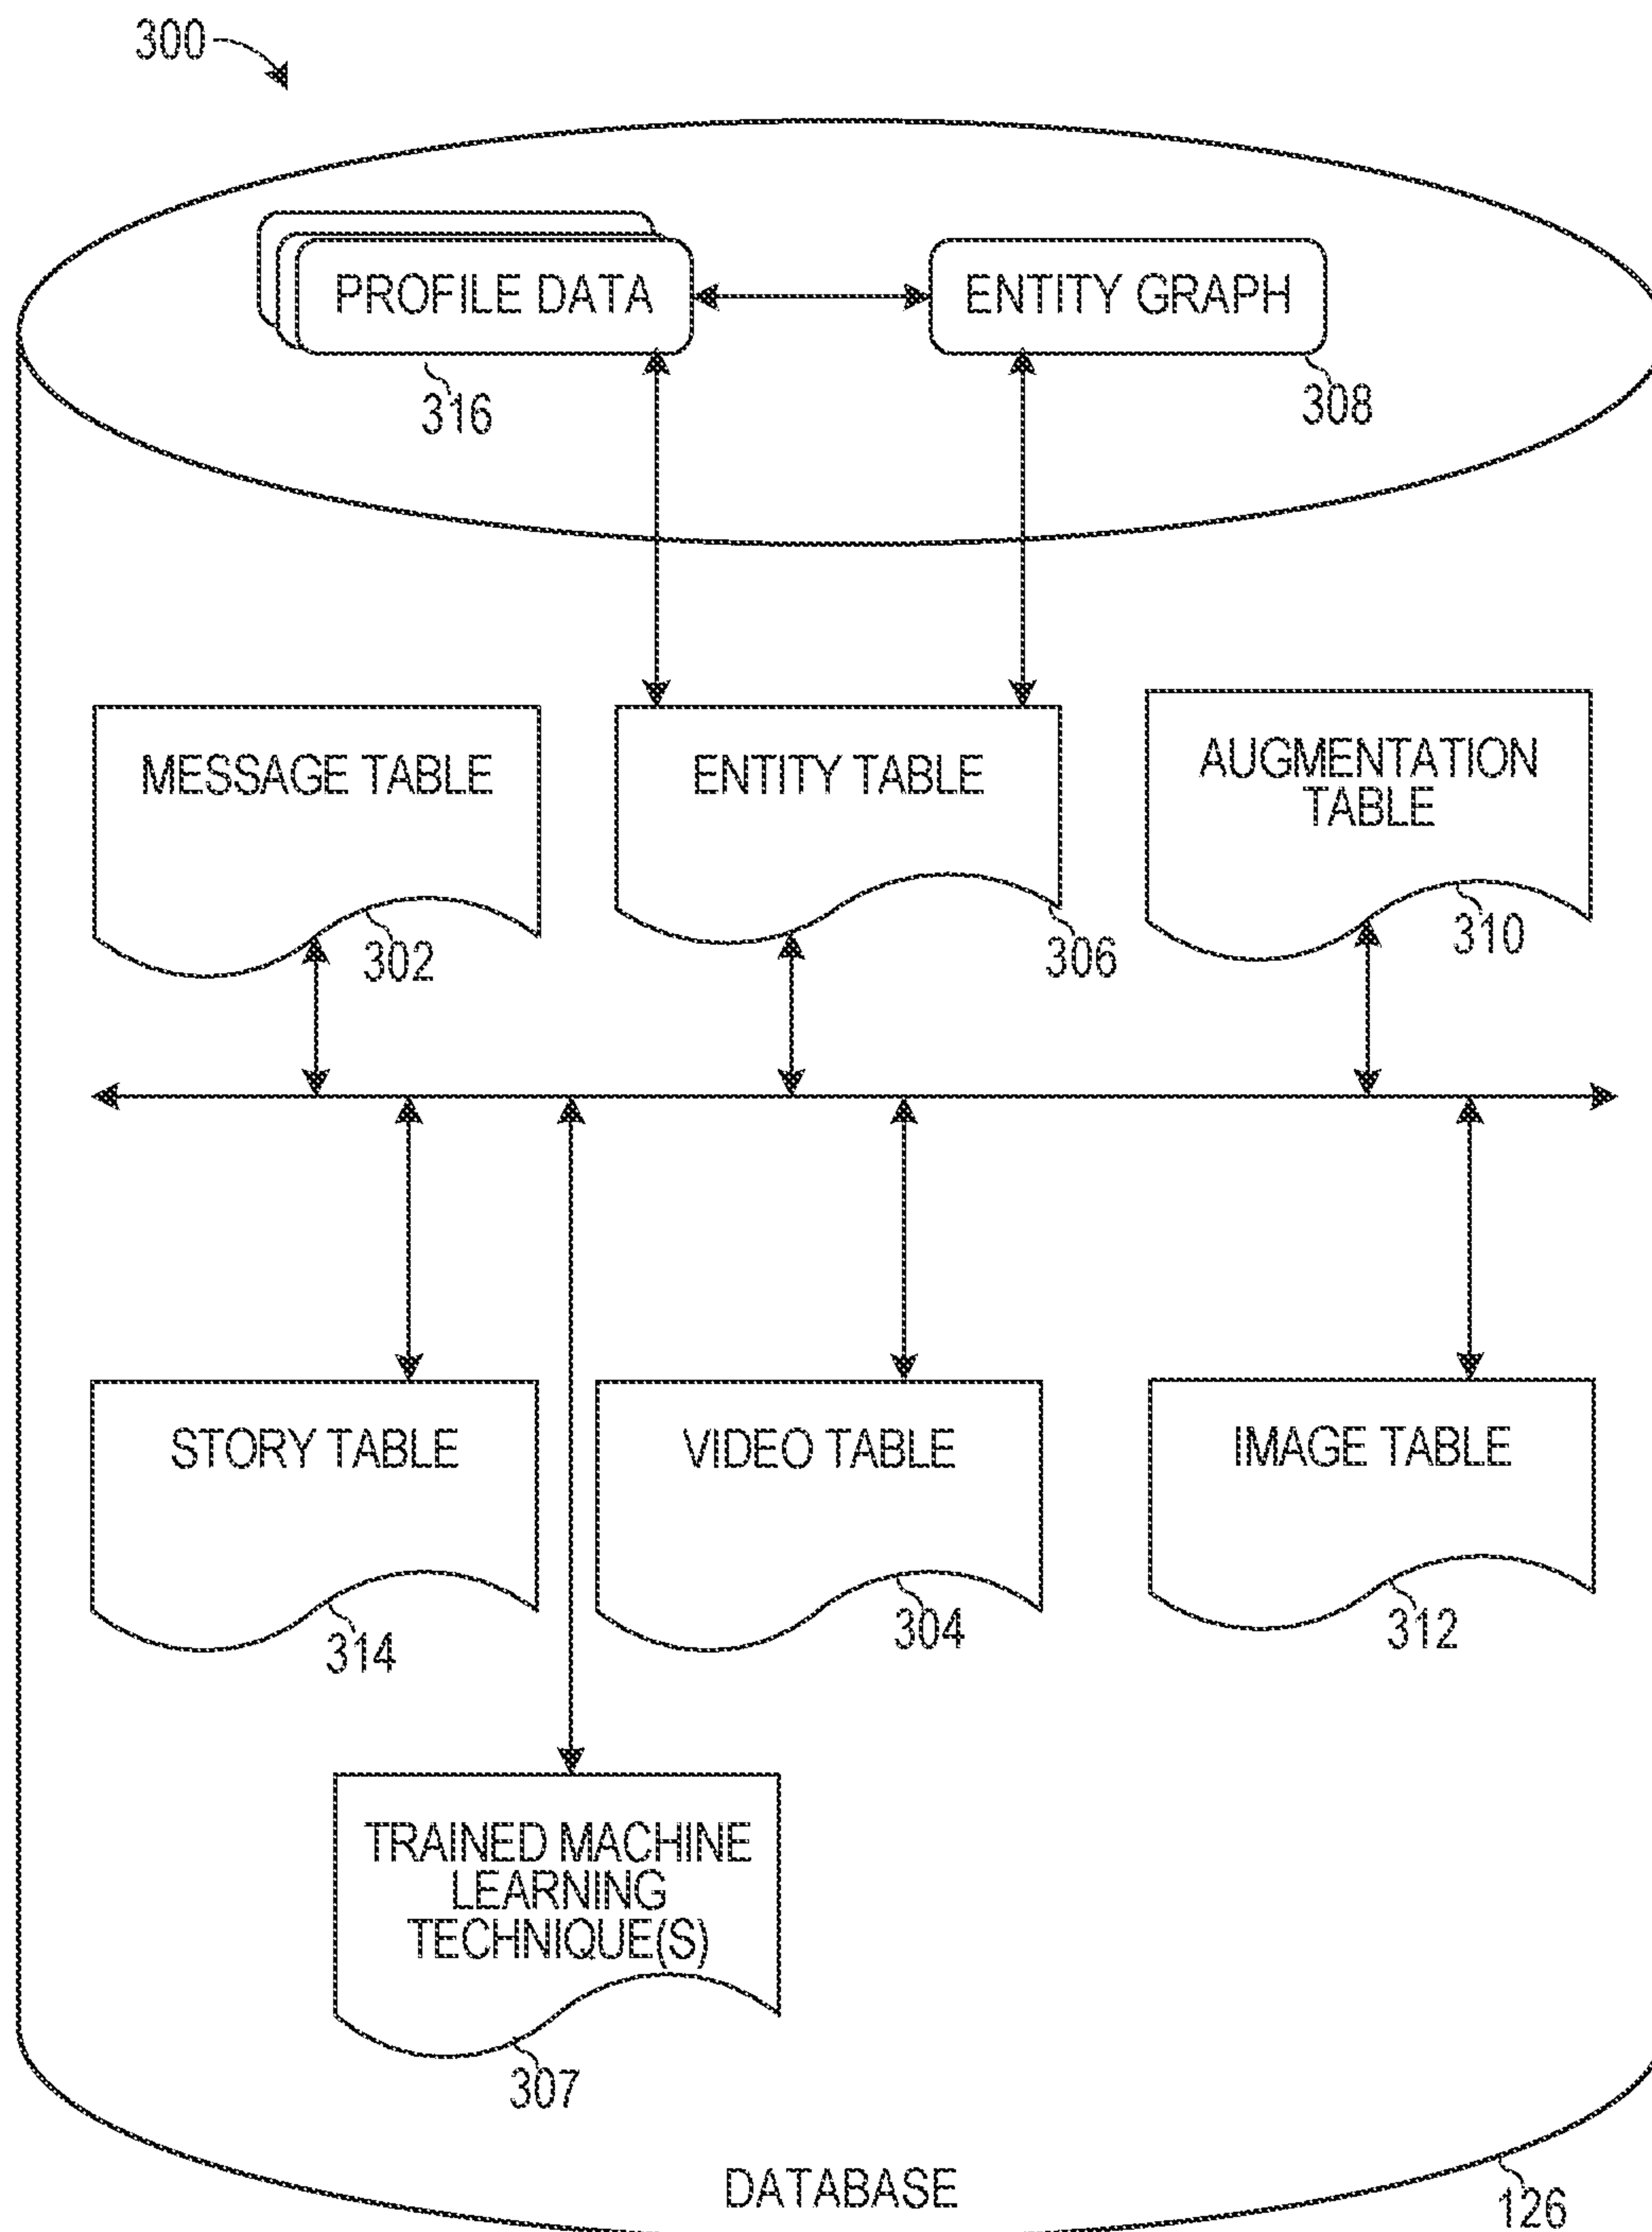 300
PROFILE DATA
ENTITY GRAPH
316
308
MESSAGE TABLE
ENTITY TABLE
AUGMENTATION
TABLE
302
306
310
STORY TABLE
VIDEO TABLE
IMAGE TABLE
314
304
312
TRAINED MACHINE
LEARNING
TECHNIQUE(S)
307
DATABASE
126